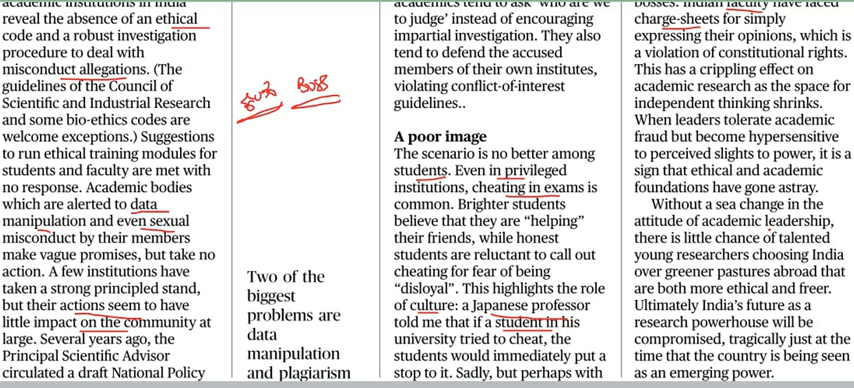 academic institutions in India
reveal the absence of an ethical
code and a robust investigation
procedure to deal with
misconduct allegations. (The
guidelines of the Council of
Scientific and Industrial Research
and some bio-ethics codes are
welcome exceptions.) Suggestions
to run ethical training modules for
students and faculty are met with
no response. Academic bodies
which are alerted to data
manipulation and even sexual
misconduct by their members
make vague promises, but take no
action. A few institutions have
taken a strong principled stand,
but their actions seem to have
little impact on the community at
large. Several years ago, the
Principal Scientific Advisor
circulated a draft National Policy
Boss
Two of the
biggest
problems are
data
manipulation
and plagiarism
academics tend to ask 'who are we
to judge' instead of encouraging
impartial investigation. They also
tend to defend the accused
members of their own institutes,
violating conflict-of-interest
guidelines..
A poor image
The scenario is no better among
students. Even in privileged
institutions, cheating in exams is
common. Brighter students
believe that they are “helping”
their friends, while honest
students are reluctant to call out
cheating for fear of being
“disloyal”. This highlights the role
of culture: a Japanese professor
told me that if a student in his
university tried to cheat, the
students would immediately put a
stop to it. Sadly, but perhaps with
bosses. Indian faculty have faced
charge-sheets for simply
expressing their opinions, which is
a violation of constitutional rights.
This has a crippling effect on
academic research as the space for
independent thinking shrinks.
When leaders tolerate academic
fraud but become hypersensitive
to perceived slights to power, it is a
sign that ethical and academic
foundations have gone astray.
Without a sea change in the
attitude of academic leadership,
there is little chance of talented
young researchers choosing India
over greener pastures abroad that
are both more ethical and freer.
Ultimately India's future as a
research powerhouse will be
compromised, tragically just at the
time that the country is being seen
as an emerging power.